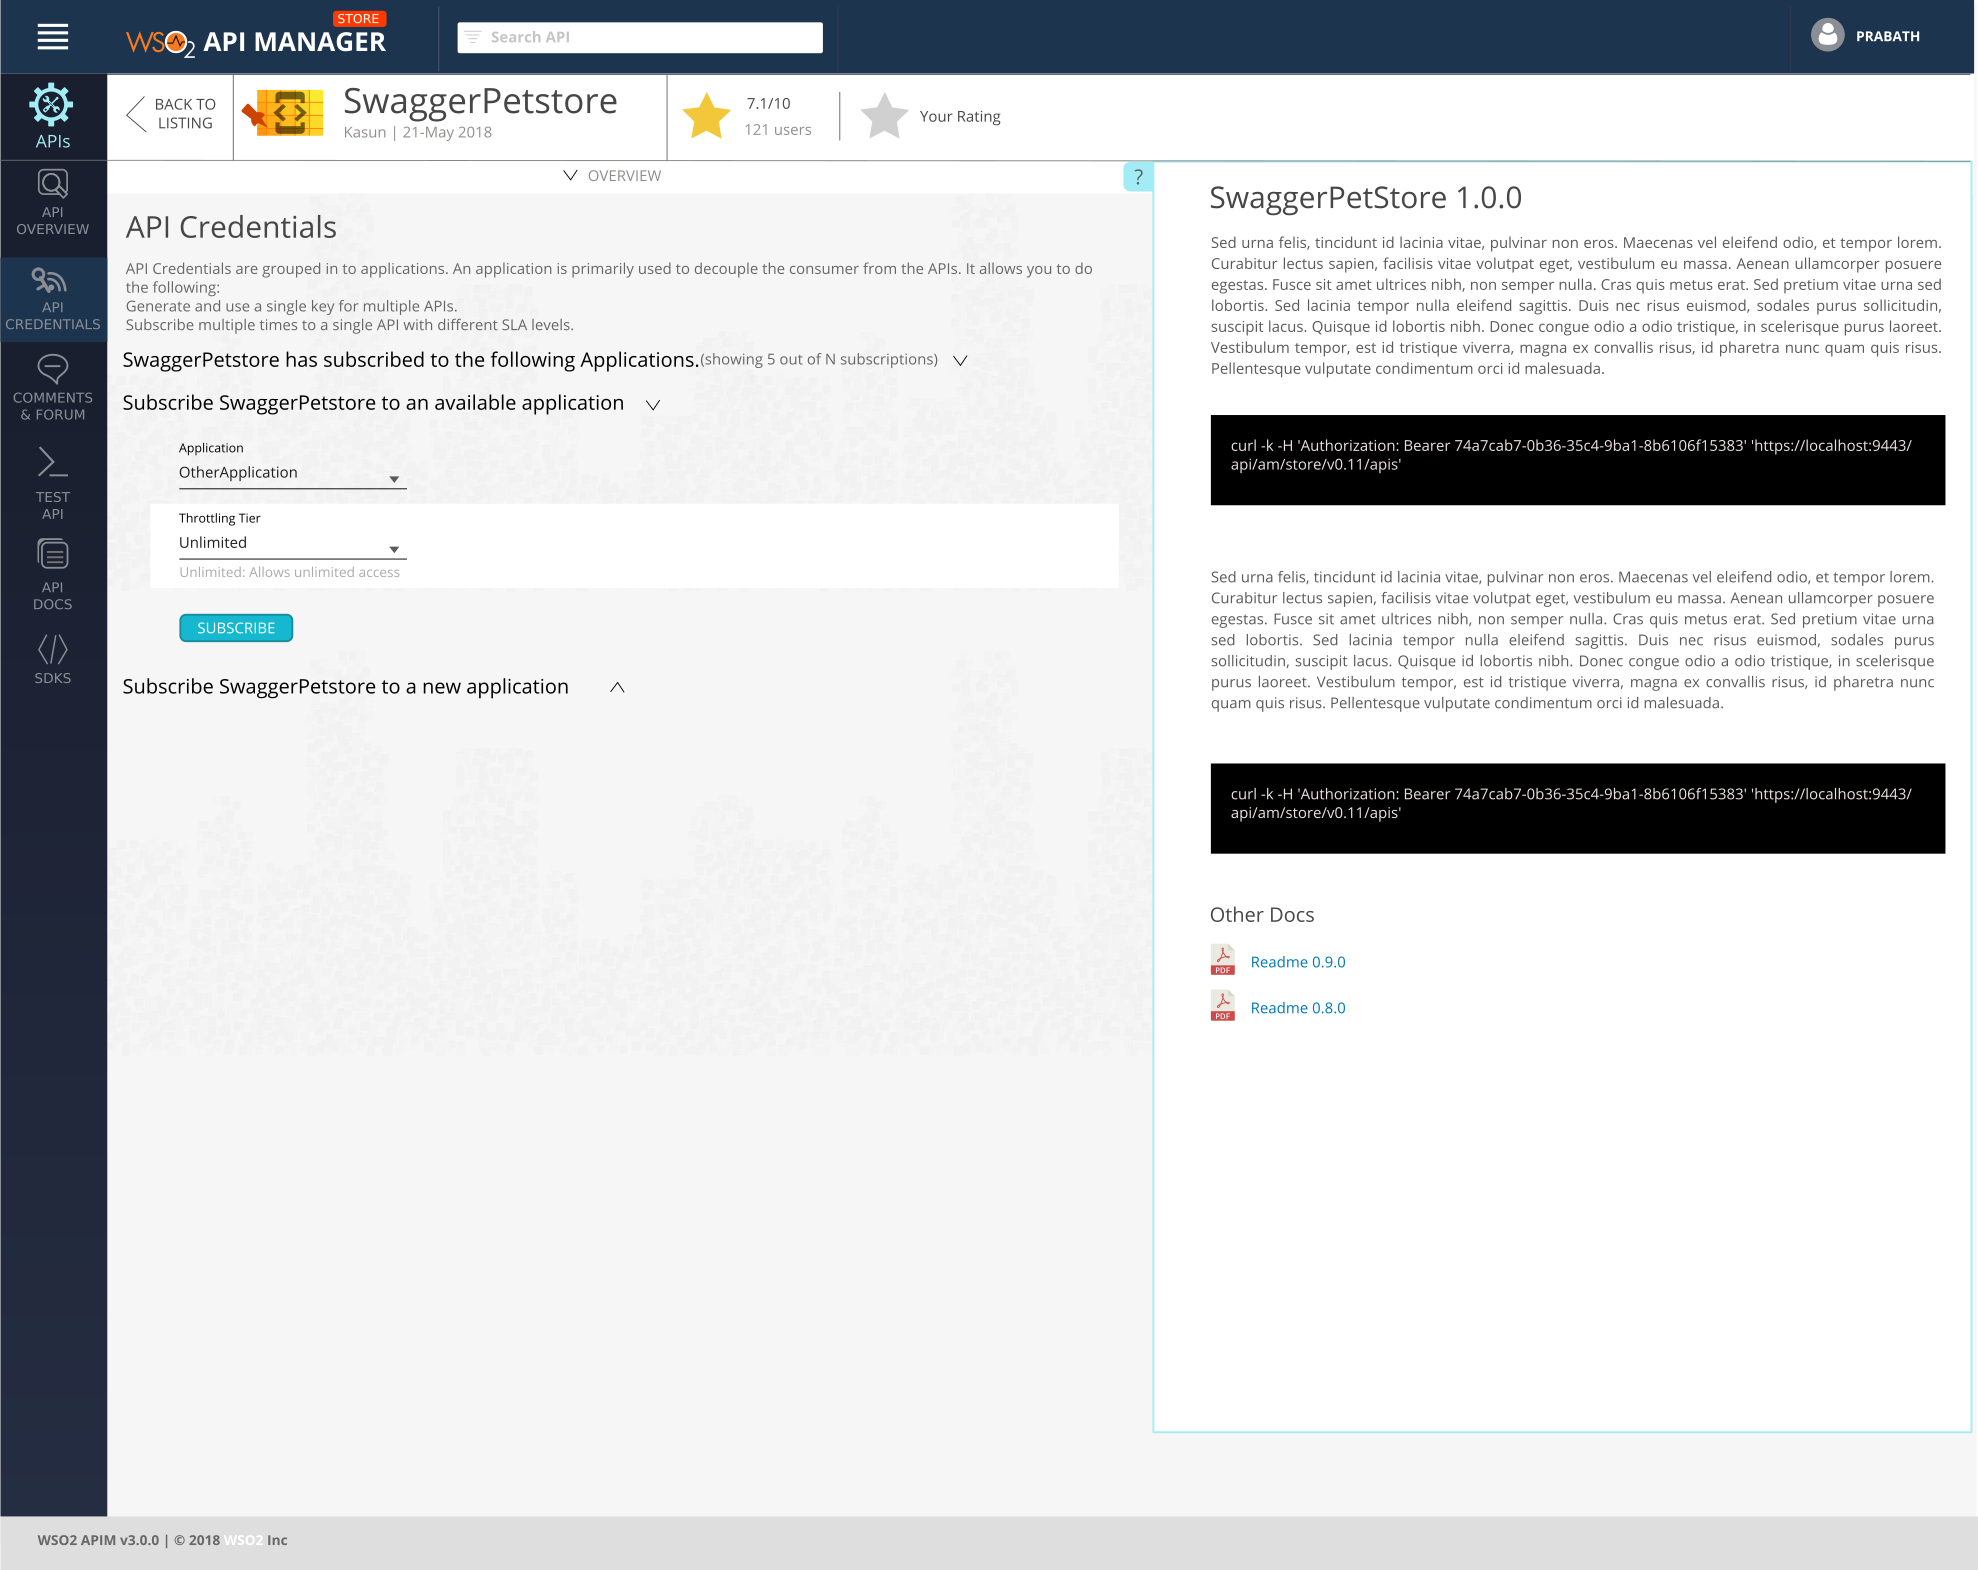 STORE
WSO2 API MANAGER
Search API
PRABATH
APIs
API
OVERVIEW
API
CREDENTIALS
COMMENTS
& FORUM
TEST
API
API
DOCS
SDKS
BACK TO
LISTING
SwaggerPetstore
Kasun | 21-May 2018
7.1/10
121 users
Your Rating
OVERVIEW
?
API Credentials
API Credentials are grouped in to applications. An application is primarily used to decouple the consumer from the APIs. It allows you to do
the following:
Generate and use a single key for multiple APIs.
Subscribe multiple times to a single API with different SLA levels.
SwaggerPetstore has subscribed to the following Applications.(showing 5 out of N subscriptions)
Subscribe SwaggerPetstore to an available application
Application
OtherApplication
Throttling Tier
Unlimited
Unlimited: Allows unlimited access
SUBSCRIBE
Subscribe SwaggerPetstore to a new application
SwaggerPetStore 1.0.0
Sed urna felis, tincidunt id lacinia vitae, pulvinar non eros. Maecenas vel eleifend odio, et tempor lorem.
Curabitur lectus sapien, facilisis vitae volutpat eget, vestibulum eu massa. Aenean ullamcorper posuere
egestas. Fusce sit amet ultrices nibh, non semper nulla. Cras quis metus erat. Sed pretium vitae urna sed
lobortis. Sed lacinia tempor nulla eleifend sagittis. Duis nec risus euismod, sodales purus sollicitudin,
suscipit lacus. Quisque id lobortis nibh. Donec congue odio a odio tristique, in scelerisque purus laoreet.
Vestibulum tempor, est id tristique viverra, magna ex convallis risus, id pharetra nunc quam quis risus.
Pellentesque vulputate condimentum orci id malesuada.
curl -k -H 'Authorization: Bearer 74a7cab7-0b36-35c4-9ba1-8b6106f15383' 'https://localhost:9443/
api/am/store/v0.11/apis'
Sed urna felis, tincidunt id lacinia vitae, pulvinar non eros. Maecenas vel eleifend odio, et tempor lorem.
Curabitur lectus sapien, facilisis vitae volutpat eget, vestibulum eu massa. Aenean ullamcorper posuere
egestas. Fusce sit amet ultrices nibh, non semper nulla. Cras quis metus erat. Sed pretium vitae urna
sed lobortis. Sed lacinia tempor nulla eleifend sagittis. Duis nec risus euismod, sodales purus
sollicitudin, suscipit lacus. Quisque id lobortis nibh. Donec congue odio a odio tristique, in scelerisque
purus laoreet. Vestibulum tempor, est id tristique viverra, magna ex convallis risus, id pharetra nunc
quam quis risus. Pellentesque vulputate condimentum orci id malesuada.
curl -k -H 'Authorization: Bearer 74a7cab7-0b36-35c4-9ba1-8b6106f15383' 'https://localhost:9443/
api/am/store/v0.11/apis'
Other Docs
PDF Readme 0.9.0
PDF Readme 0.8.0
WSO2 APIM v3.0.0 | © 2018 WSO2 Inc